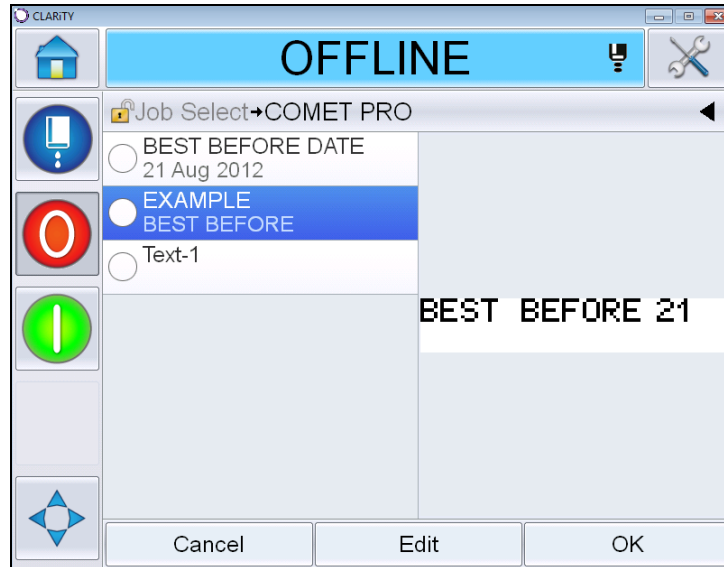 CLARiTY
OFFLINE
Job Select➔COMET PRO
BEST BEFORE DATE
21 Aug 2012
EXAMPLE
BEST BEFORE
Text-1
BEST BEFORE 21
Cancel
Edit
OK